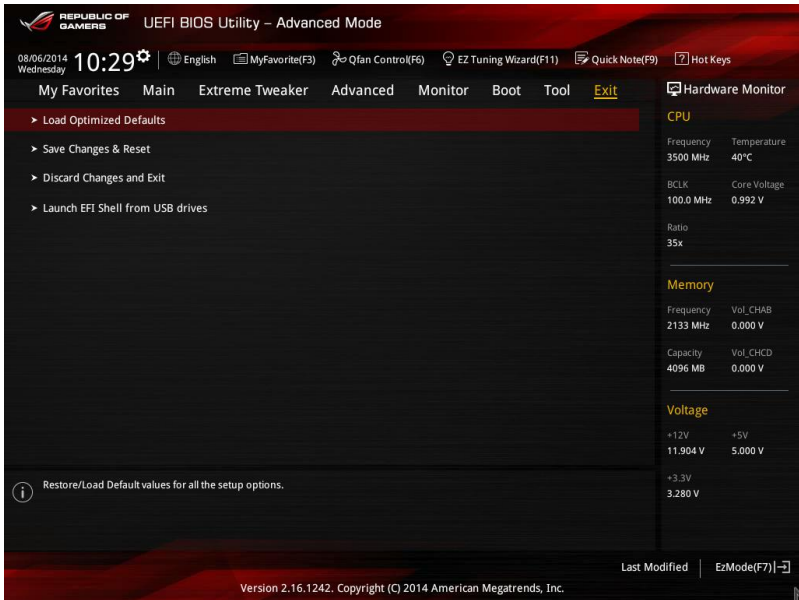 REPUBLIC OF
GAMERS
UEFI BIOS Utility – Advanced Mode
08/06/2014
Wednesday
10:29
English
MyFavorite(F3)
Qfan Control(F6)
EZ Tuning Wizard(F11)
Quick Note(F9)
? Hot Keys
My Favorites Main Extreme Tweaker Advanced Monitor Boot Tool Exit
> Load Optimized Defaults
> Save Changes & Reset
> Discard Changes and Exit
> Launch EFI Shell from USB drives
Hardware Monitor
CPU
Frequency Temperature
3500 MHz 40°C
BCLK Core Voltage
100.0 MHz 0.992 V
Ratio
35x
Memory
Frequency Vol_CHAB
2133 MHz 0.000 V
Capacity Vol_CHCD
4096 MB 0.000 V
Voltage
+12V +5V
11.904 V 5.000 V
+3.3V
3.280 V
i Restore/Load Default values for all the setup options.
Last Modified
EzMode(F7)
Version 2.16.1242. Copyright (C) 2014 American Megatrends, Inc.